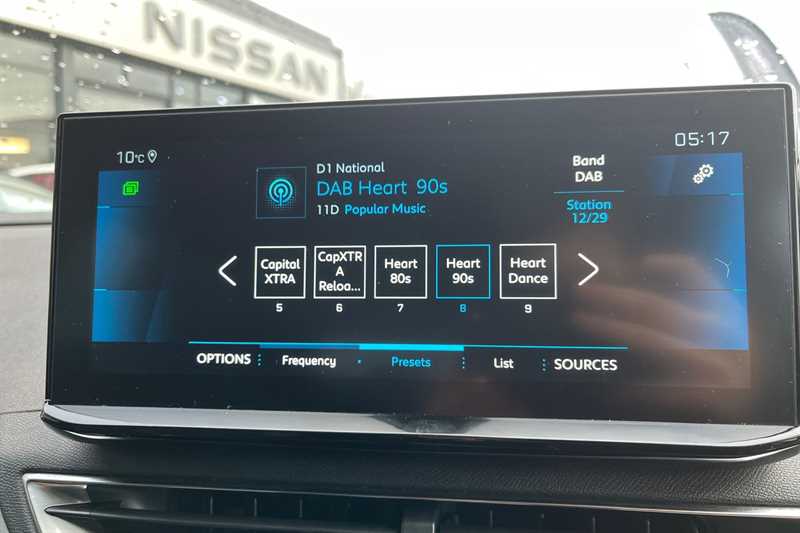 NISSAN
10°C
05:17
D1 National
DAB Heart 90s
11D Popular Music
Band
DAB
Station
12/29
Capital
XTRA
5
CapXTR
A
Reloa...
6
Heart
80s
7
Heart
90s
8
Heart
Dance
9
OPTIONS
Frequency
Presets
List
SOURCES